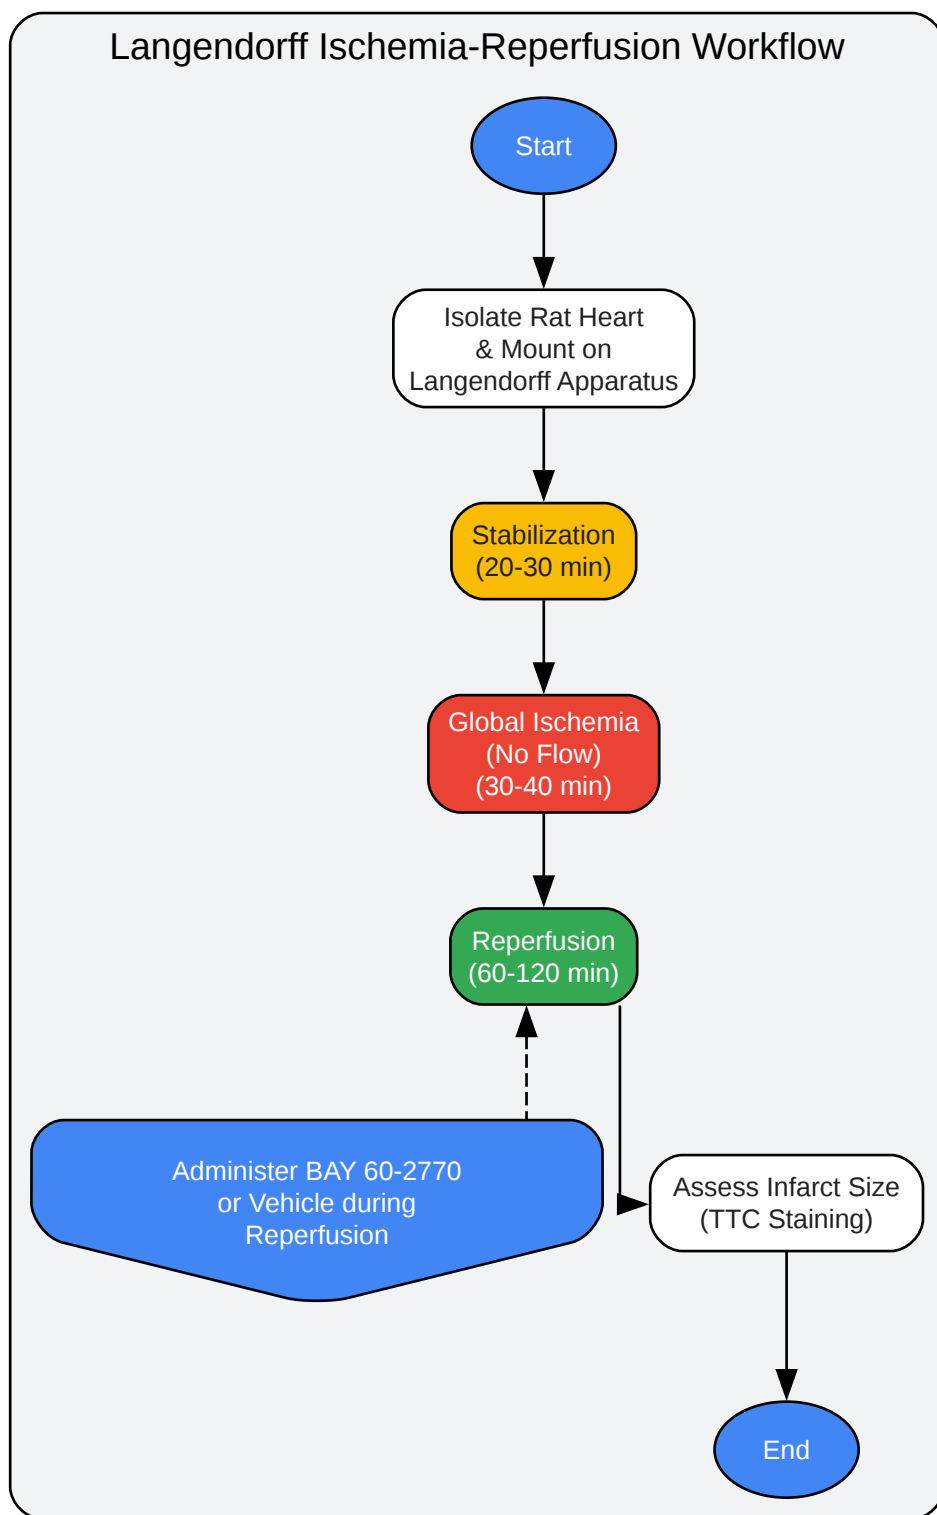 Langendorff Ischemia-Reperfusion Workflow
Start
Isolate Rat Heart
& Mount on
Langendorff Apparatus
Stabilization
(20-30 min)
Global Ischemia
(No Flow)
(30-40 min)
Reperfusion
(60-120 min)
Administer BAY 60-2770
or Vehicle during
Reperfusion
Assess Infarct Size
(TTC Staining)
End